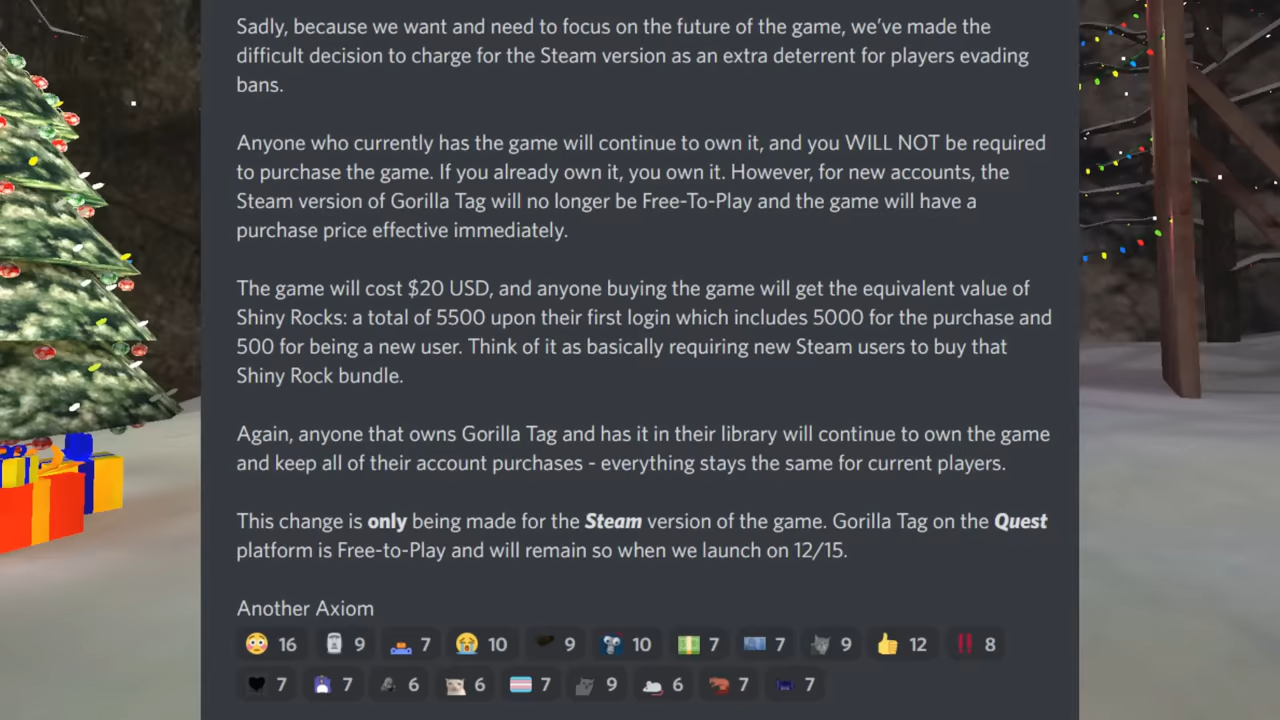 Sadly, because we want and need to focus on the future of the game, we’ve made the
difficult decision to charge for the Steam version as an extra deterrent for players evading
bans.
Anyone who currently has the game will continue to own it, and you WILL NOT be required
to purchase the game. If you already own it, you own it. However, for new accounts, the
Steam version of Gorilla Tag will no longer be Free-To-Play and the game will have a
purchase price effective immediately.
The game will cost $20 USD, and anyone buying the game will get the equivalent value of
Shiny Rocks: a total of 5500 upon their first login which includes 5000 for the purchase and
500 for being a new user. Think of it as basically requiring new Steam users to buy that
Shiny Rock bundle.
Again, anyone that owns Gorilla Tag and has it in their library will continue to own the game
and keep all of their account purchases - everything stays the same for current players.
This change is only being made for the Steam version of the game. Gorilla Tag on the Quest
platform is Free-to-Play and will remain so when we launch on 12/15.
Another Axiom
16 9 7 10 9 10 7 7 9 12 8
7 7 6 6 7 9 6 7 7